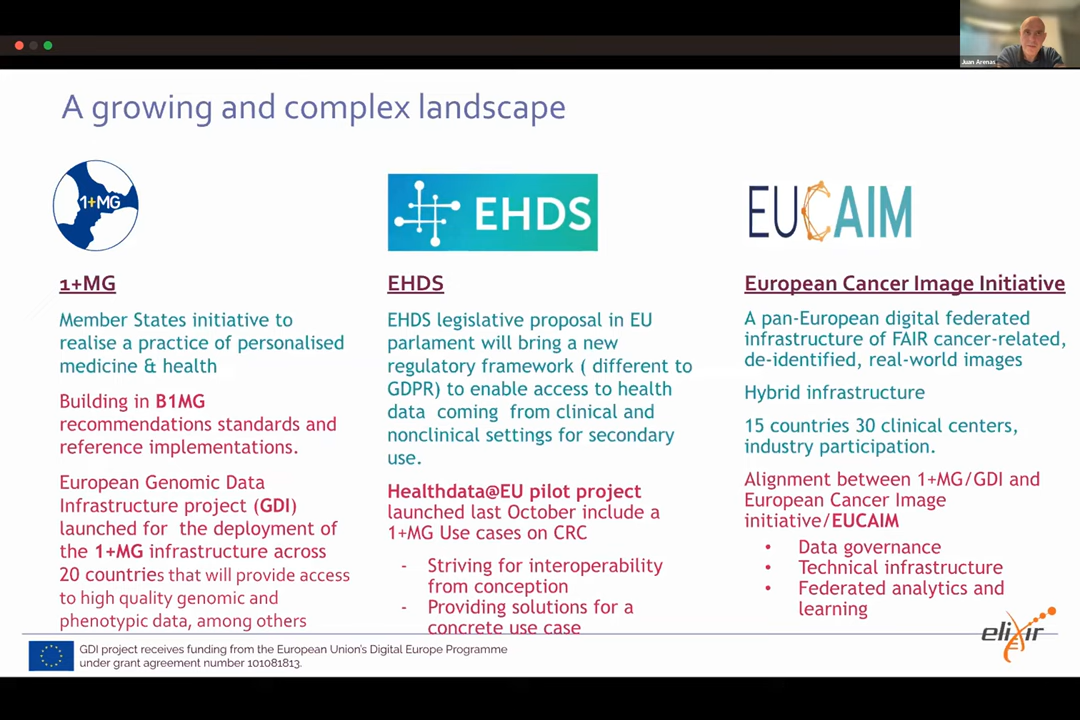 Juan Arenas
A growing and complex landscape
1+MG
1+MG
Member States initiative to
realise a practice of personalised
medicine & health
Building in B1MG
recommendations standards and
reference implementations.
European Genomic Data
Infrastructure project (GDI)
launched for the deployment of
the 1+MG infrastructure across
20 countries that will provide access
to high quality genomic and
phenotypic data, among others
EHDS
EHDS
EHDS legislative proposal in EU
parlament will bring a new
regulatory framework ( different to
GDPR) to enable access to health
data coming from clinical and
nonclinical settings for secondary
use.
Healthdata@EU pilot project
launched last October include a
1+MG Use cases on CRC
- Striving for interoperability
from conception
- Providing solutions for a
concrete use case
EUCAIM
European Cancer Image Initiative
A pan-European digital federated
infrastructure of FAIR cancer-related,
de-identified, real-world images
Hybrid infrastructure
15 countries 30 clinical centers,
industry participation.
Alignment between 1+MG/GDI and
European Cancer Image
initiative/EUCAIM
• Data governance
• Technical infrastructure
• Federated analytics and
learning
GDI project receives funding from the European Union's Digital Europe Programme
under grant agreement number 101081813.
elixir